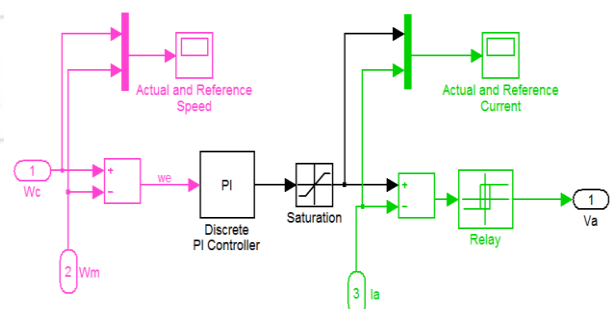 Actual and Reference
Speed
Actual and Reference
Current
1
Wc
+
−
we
PI
Discrete
PI Controller
Saturation
+
−
Relay
1
Va
2
Wm
3
Ia